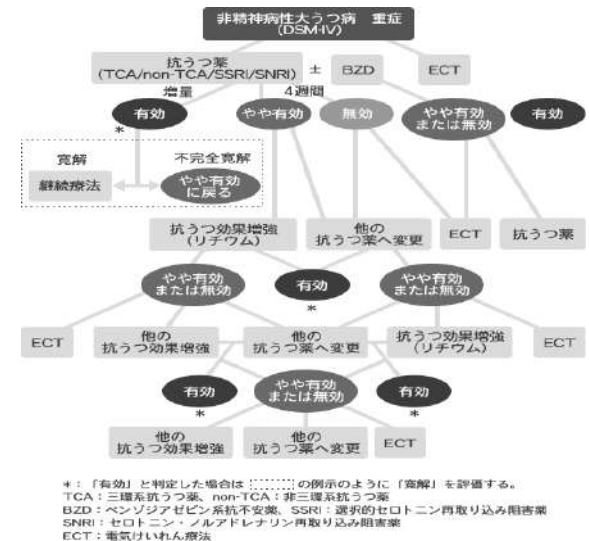 非精神病性大うつ病　重症
(DSM-IV)
抗うつ薬
(TCA/non-TCA/SSRI/SNRI)
±
BZD
ECT
増量
4週間
有効
*
やや有効
無効
やや有効
または無効
有効
寛解
不完全寛解
継続療法
やや有効
に戻る
抗うつ効果増強
(リチウム)
他の
抗うつ薬へ変更
ECT
抗うつ薬
やや有効
または無効
有効
*
やや有効
または無効
ECT
他の
抗うつ効果増強
他の
抗うつ薬へ変更
抗うつ効果増強
(リチウム)
ECT
有効
*
やや有効
または無効
有効
*
他の
抗うつ効果増強
他の
抗うつ薬へ変更
ECT
*：「有効」と判定した場合は の例示のように「寛解」を評価する。
TCA：三環系抗うつ薬、non-TCA：非三環系抗うつ薬
BZD：ベンゾジアゼピン系抗不安薬、SSRI：選択的セロトニン再取り込み阻害薬
SNRI：セロトニン・ノルアドレナリン再取り込み阻害薬
ECT：電気けいれん療法